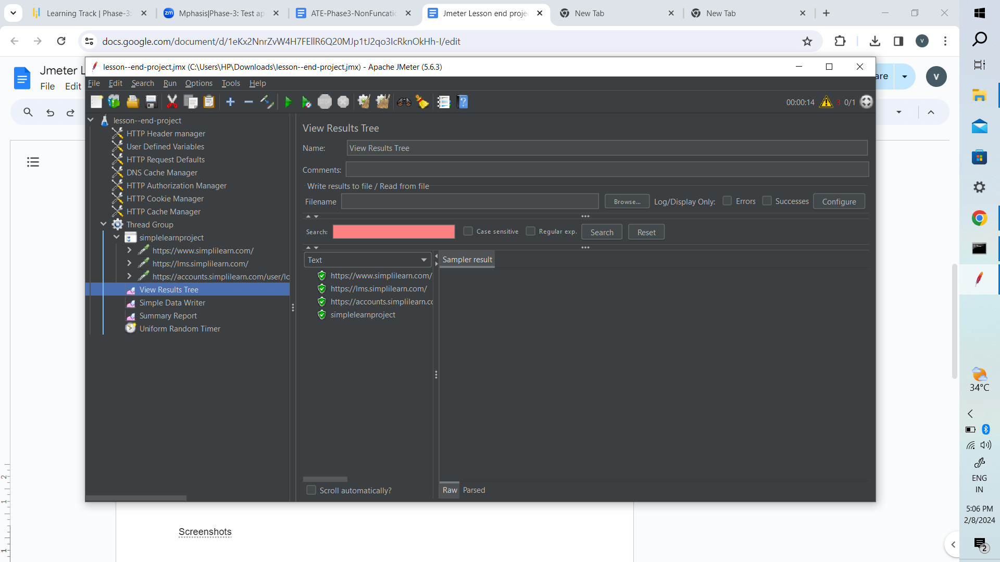 Learning Track | Phase-3:
zm Mphasis|Phase-3: Test ap
ATE-Phase3-NonFuncatio
Jmeter Lesson end projec
New Tab
New Tab
docs.google.com/document/d/1eKx2NnrZvW4H7FEllR6Q20MJp1tJ2qo3IcRknOkHh-I/edit
V
Jmeter L
File Edit
are
V
lesson--end-project.jmx (C:\Users\HP\Downloads\lesson--end-project.jmx) - Apache JMeter (5.6.3)
File Edit Search Run Options Tools Help
00:00:14 3 0/1
lesson--end-project
HTTP Header manager
User Defined Variables
HTTP Request Defaults
DNS Cache Manager
HTTP Authorization Manager
HTTP Cookie Manager
HTTP Cache Manager
Thread Group
simplelearnproject
https://www.simplilearn.com/
https://lms.simplilearn.com/
https://accounts.simplilearn.com/user/lo
View Results Tree
Simple Data Writer
Summary Report
Uniform Random Timer
View Results Tree
Name: View Results Tree
Comments:
Write results to file / Read from file
Filename Browse... Log/Display Only: Errors Successes Configure
Search: Case sensitive Regular exp. Search Reset
Text
Sampler result
https://www.simplilearn.com/
https://lms.simplilearn.com/
https://accounts.simplilearn.co
simplelearnproject
Scroll automatically?
Raw Parsed
Screenshots
2
1
1
34°C
ENG
IN
5:06 PM
2/8/2024
2